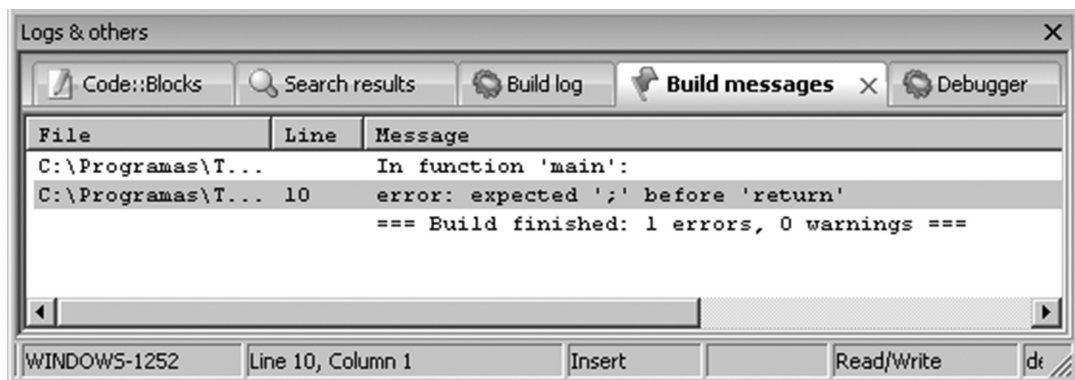 Logs & others
Code::Blocks Search results Build log Build messages Debugger
File Line Message
C:\Programas\T... In function 'main':
C:\Programas\T... 10 error: expected ';' before 'return'
=== Build finished: 1 errors, 0 warnings ===
WINDOWS-1252 Line 10, Column 1 Insert Read/Write de